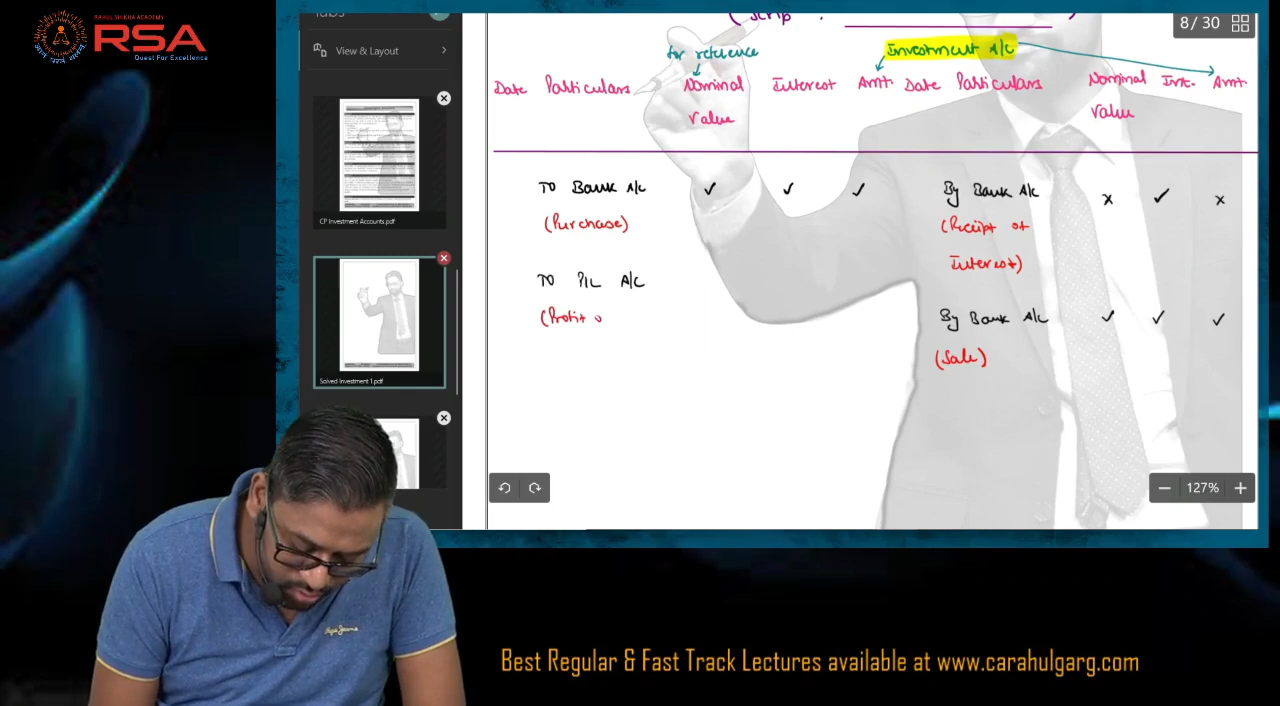 RAHUL SHIKHA ACADEMY
RSA
Quest For Excellence
Tabs
View & Layout
CP Investment Accounts.pdf
Solved Investment 1.pdf
8 / 30
(Scrip : )
for reference
Investment A/C
Date Particulars Nominal Value Interest Amt. Date Particulars Nominal Value Int. Amt.
TO Bank A/c ✓ ✓ ✓
(Purchase)
TO P/L A/c
(Profit o
By Bank A/c × ✓ ×
(Receipt of
Interest)
By Bank A/c ✓ ✓ ✓
(Sale)
127%
Best Regular & Fast Track Lectures available at www.carahulgarg.com